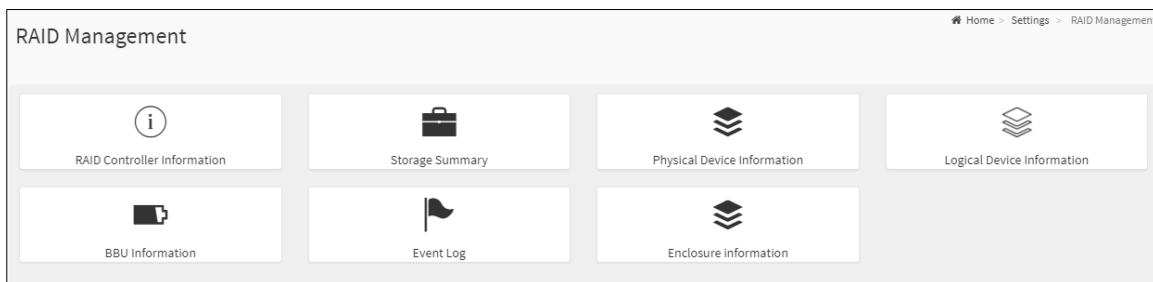 Home > Settings > RAID Management
RAID Management
RAID Controller Information
Storage Summary
Physical Device Information
Logical Device Information
BBU Information
Event Log
Enclosure information